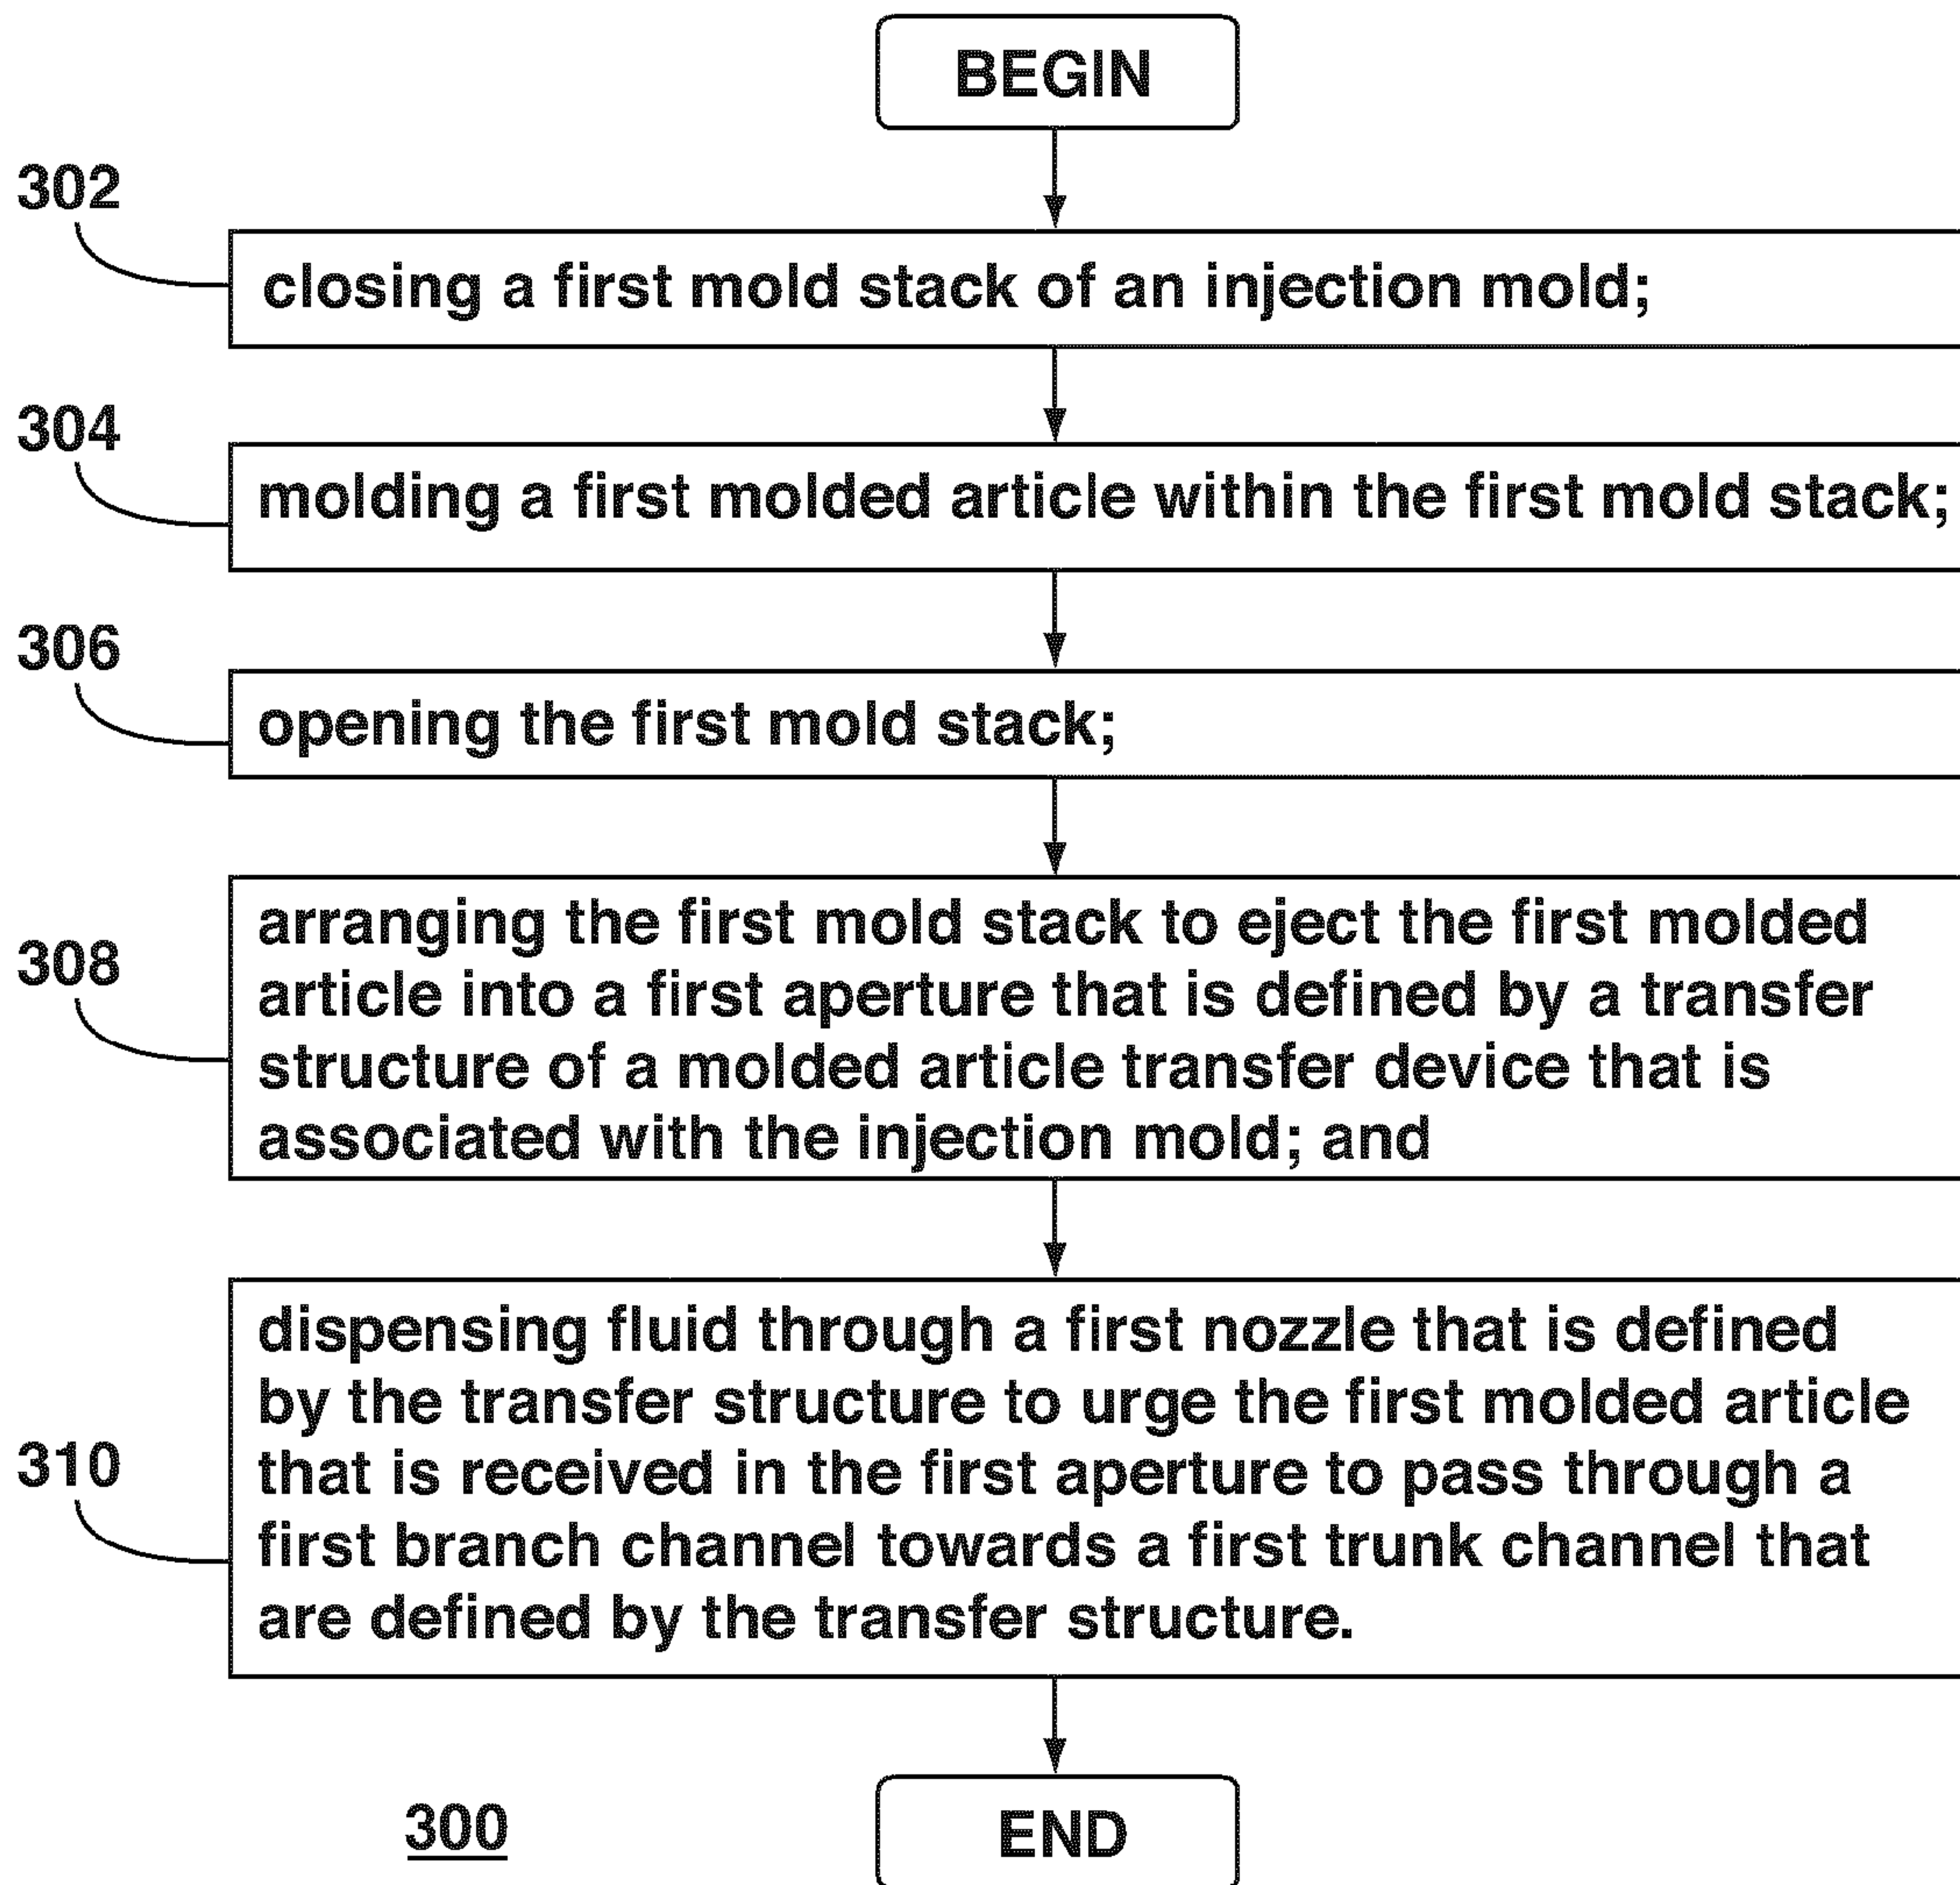 BEGIN
302
closing a first mold stack of an injection mold;
304
molding a first molded article within the first mold stack;
306
opening the first mold stack;
308
arranging the first mold stack to eject the first molded
article into a first aperture that is defined by a transfer
structure of a molded article transfer device that is
associated with the injection mold; and
310
dispensing fluid through a first nozzle that is defined
by the transfer structure to urge the first molded article
that is received in the first aperture to pass through a
first branch channel towards a first trunk channel that
are defined by the transfer structure.
300
END